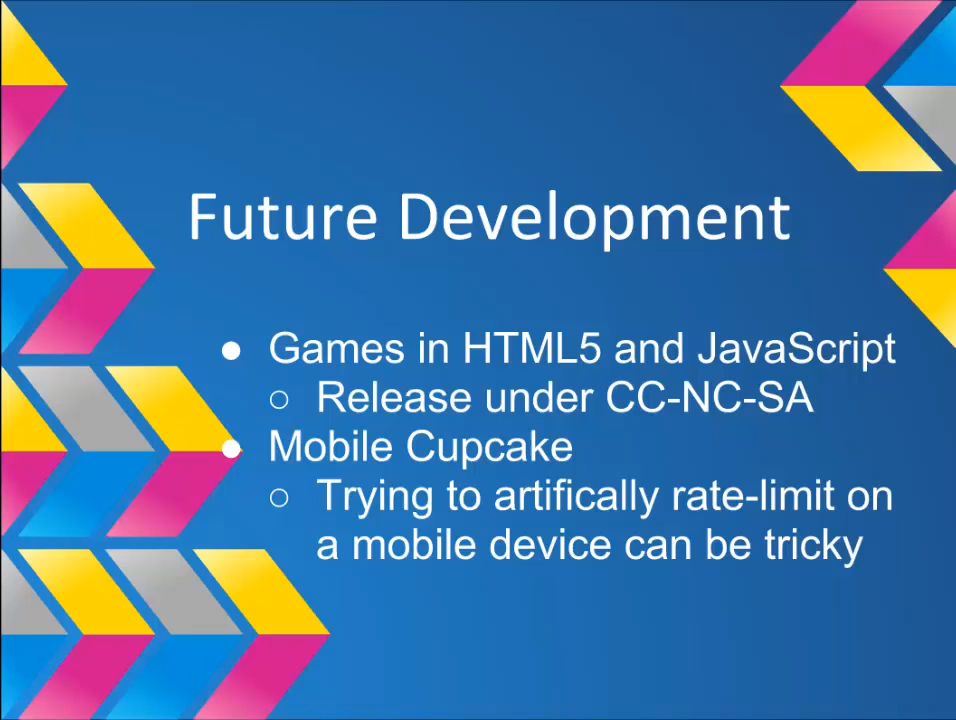 Future Development
● Games in HTML5 and JavaScript
○ Release under CC-NC-SA
● Mobile Cupcake
○ Trying to artifically rate-limit on
a mobile device can be tricky